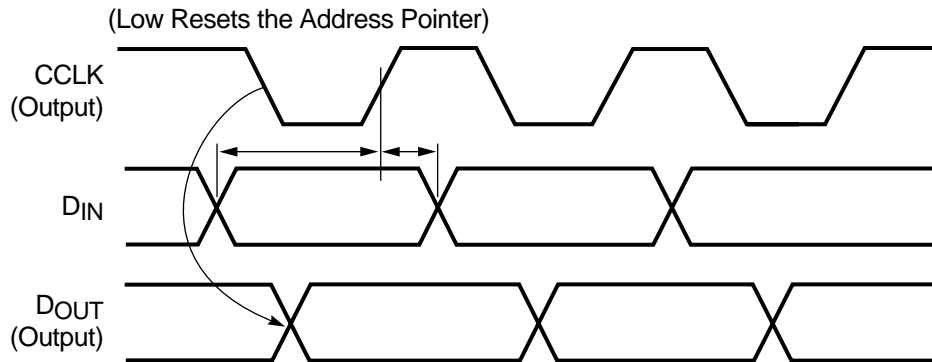 (Low Resets the Address Pointer)
CCLK
(Output)
DIN
DOUT
(Output)